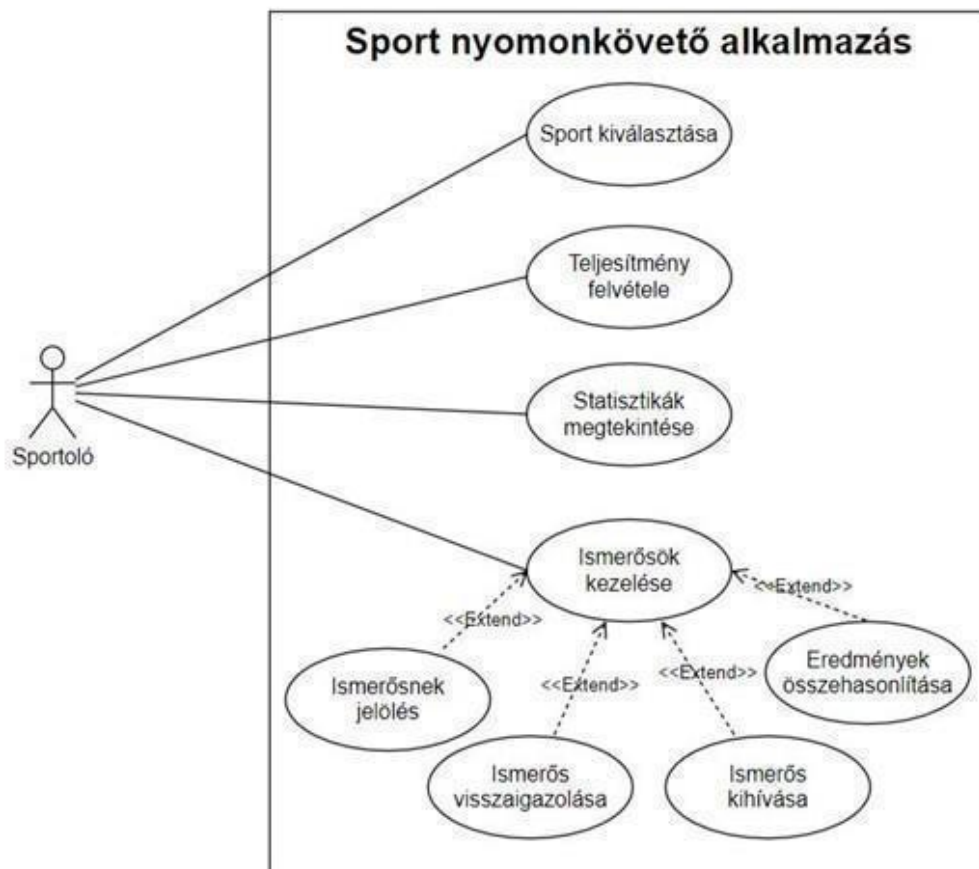 Sport nyomonkövető alkalmazás
Sport kiválasztása
Teljesítmény
felvétele
Statisztikák
megtekintése
Sportoló
Ismerősök
kezelése
<<Extend>>
<<Extend>>
<<Extend>>
<<Extend>>
Ismerősnek
jelölés
Eredmények
összehasonlítása
Ismerős
visszaigazolása
Ismerős
kihívása